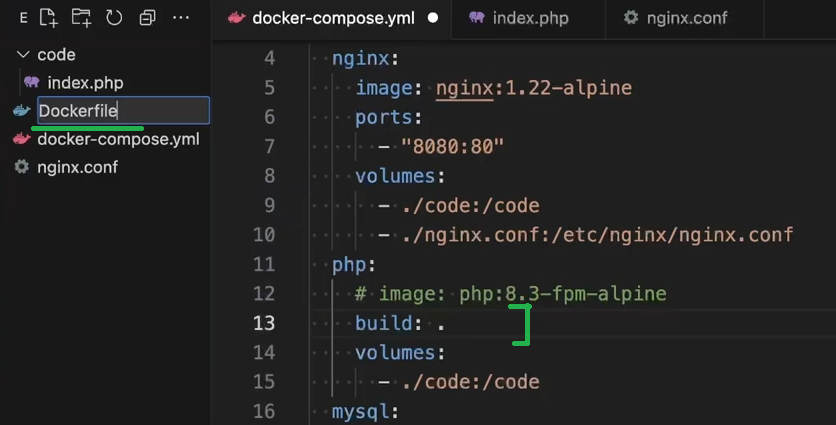 E
docker-compose.yml
index.php
nginx.conf
code
index.php
Dockerfile
docker-compose.yml
nginx.conf
4 nginx:
5 image: nginx:1.22-alpine
6 ports:
7 - "8080:80"
8 volumes:
9 - ./code:/code
10 - ./nginx.conf:/etc/nginx/nginx.conf
11 php:
12 # image: php:8.3-fpm-alpine
13 build: .
14 volumes:
15 - ./code:/code
16 mysql: